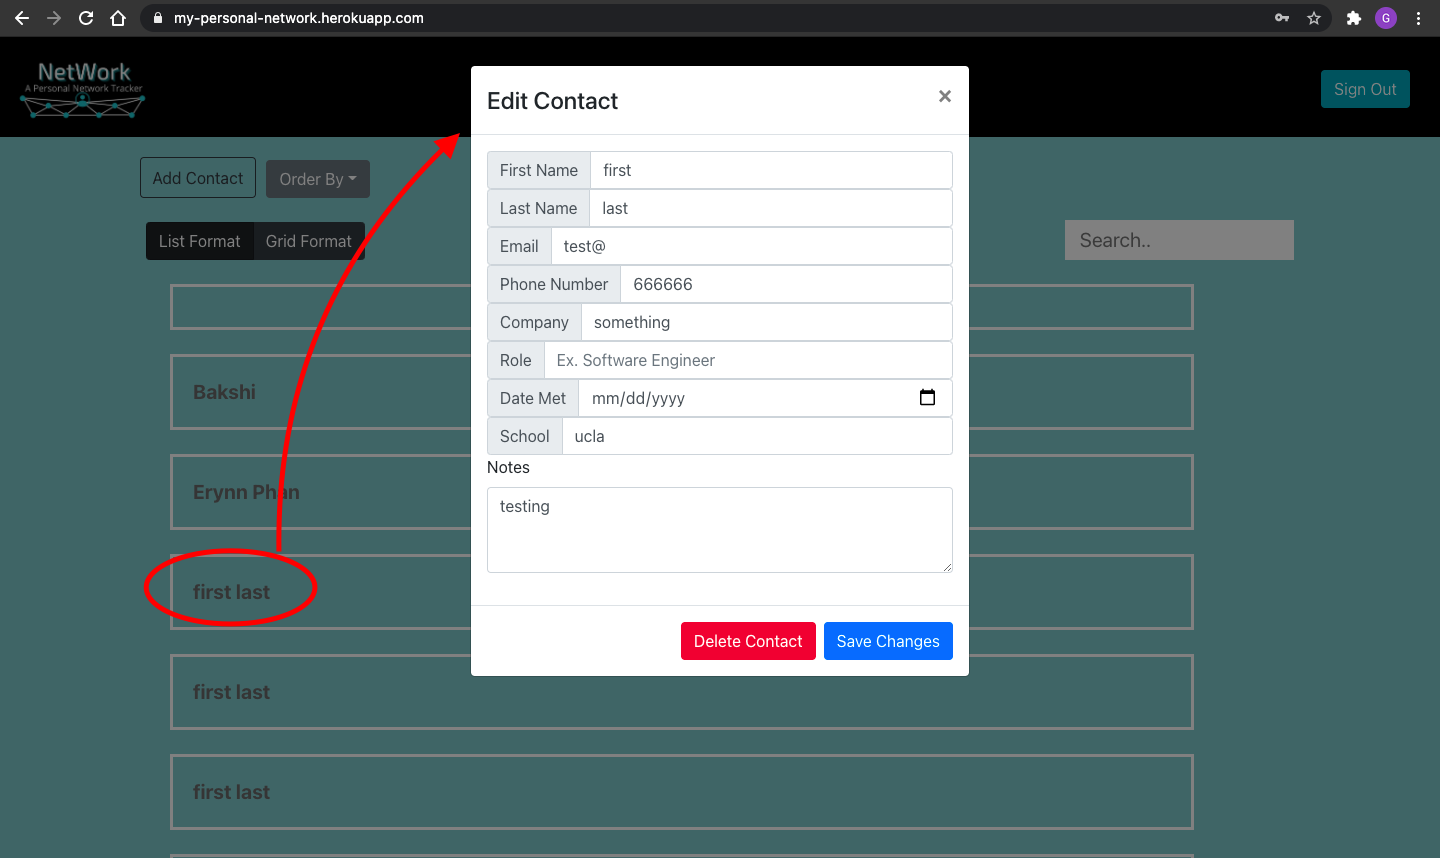 my-personal-network.herokuapp.com
G
NetWork
A Personal Network Tracker
Sign Out
Add Contact
Order By
List Format
Grid Format
Search..
Bakshi
Erynn Phan
first last
first last
first last
Edit Contact
×
First Name
first
Last Name
last
Email
test@
Phone Number
666666
Company
something
Role
Ex. Software Engineer
Date Met
mm/dd/yyyy
School
ucla
Notes
testing
Delete Contact
Save Changes